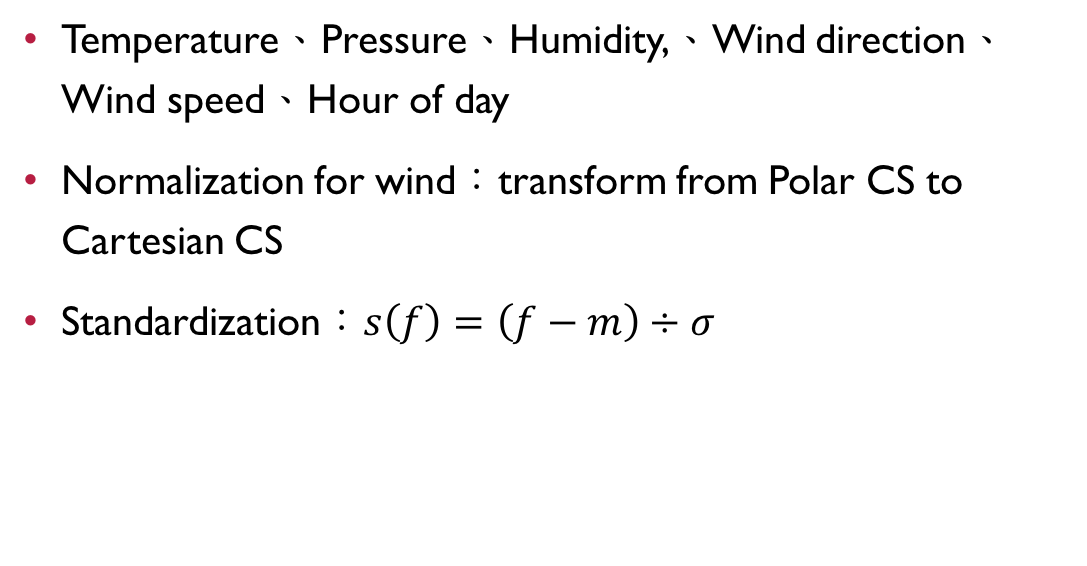 • Temperature、Pressure、Humidity,、Wind direction、
Wind speed、Hour of day
• Normalization for wind：transform from Polar CS to
Cartesian CS
• Standardization：s(f) = (f − m) ÷ σ